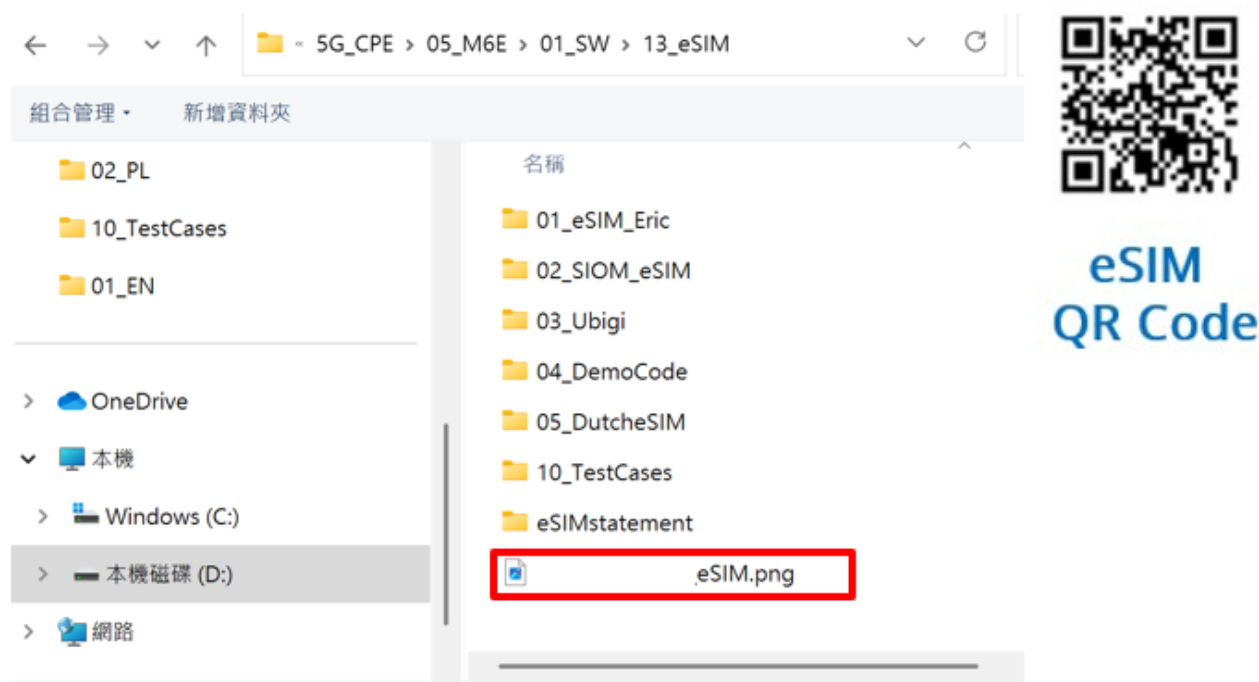 5G_CPE > 05_M6E > 01_SW > 13_eSIM
組合管理
新增資料夾
02_PL
10_TestCases
01_EN
OneDrive
本機
Windows (C:)
本機磁碟 (D:)
網路
名稱
01_eSIM_Eric
02_SIOM_eSIM
03_Ubigi
04_DemoCode
05_DutcheSIM
10_TestCases
eSIMstatement
eSIM.png
eSIM
QR Code